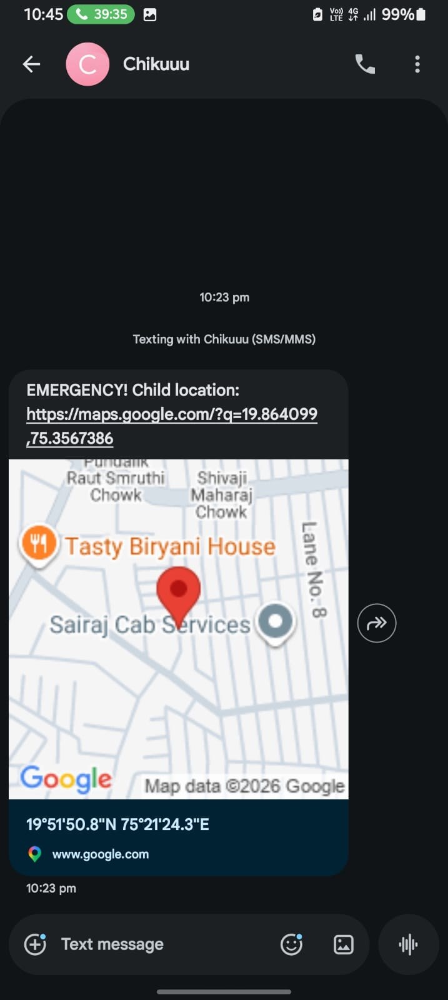 10:45 39:35 Vo)) LTE 4G 99%
C Chikuuu
10:23 pm
Texting with Chikuuu (SMS/MMS)
EMERGENCY! Child location:
https://maps.google.com/?q=19.864099
,75.3567386
Pundalik
Raut Smruthi
Chowk
Shivaji
Maharaj
Chowk
Tasty Biryani House
Lane No. 8
Sairaj Cab Services
Google
Map data ©2026 Google
19°51'50.8"N 75°21'24.3"E
www.google.com
10:23 pm
Text message